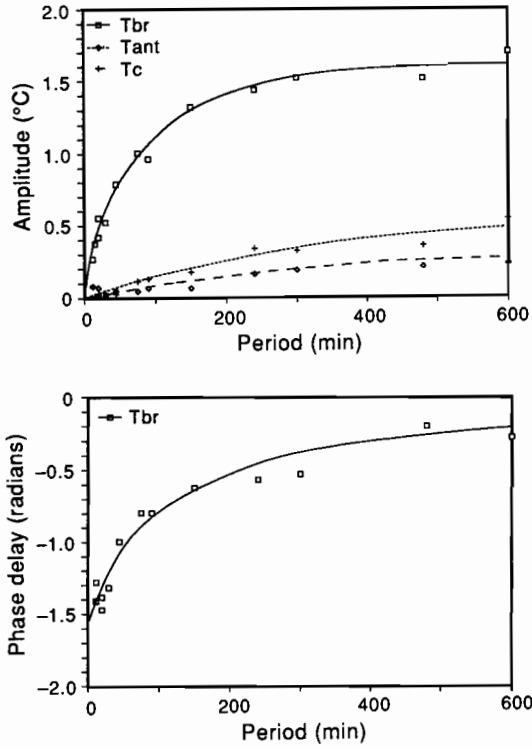 2.0
Tbr
Tant
Tc
1.5
1.0
0.5
0
Amplitude (°C)
0 200 400 600
Period (min)
0
Tbr
−0.5
−1.0
−1.5
−2.0
Phase delay (radians)
0 200 400 600
Period (min)